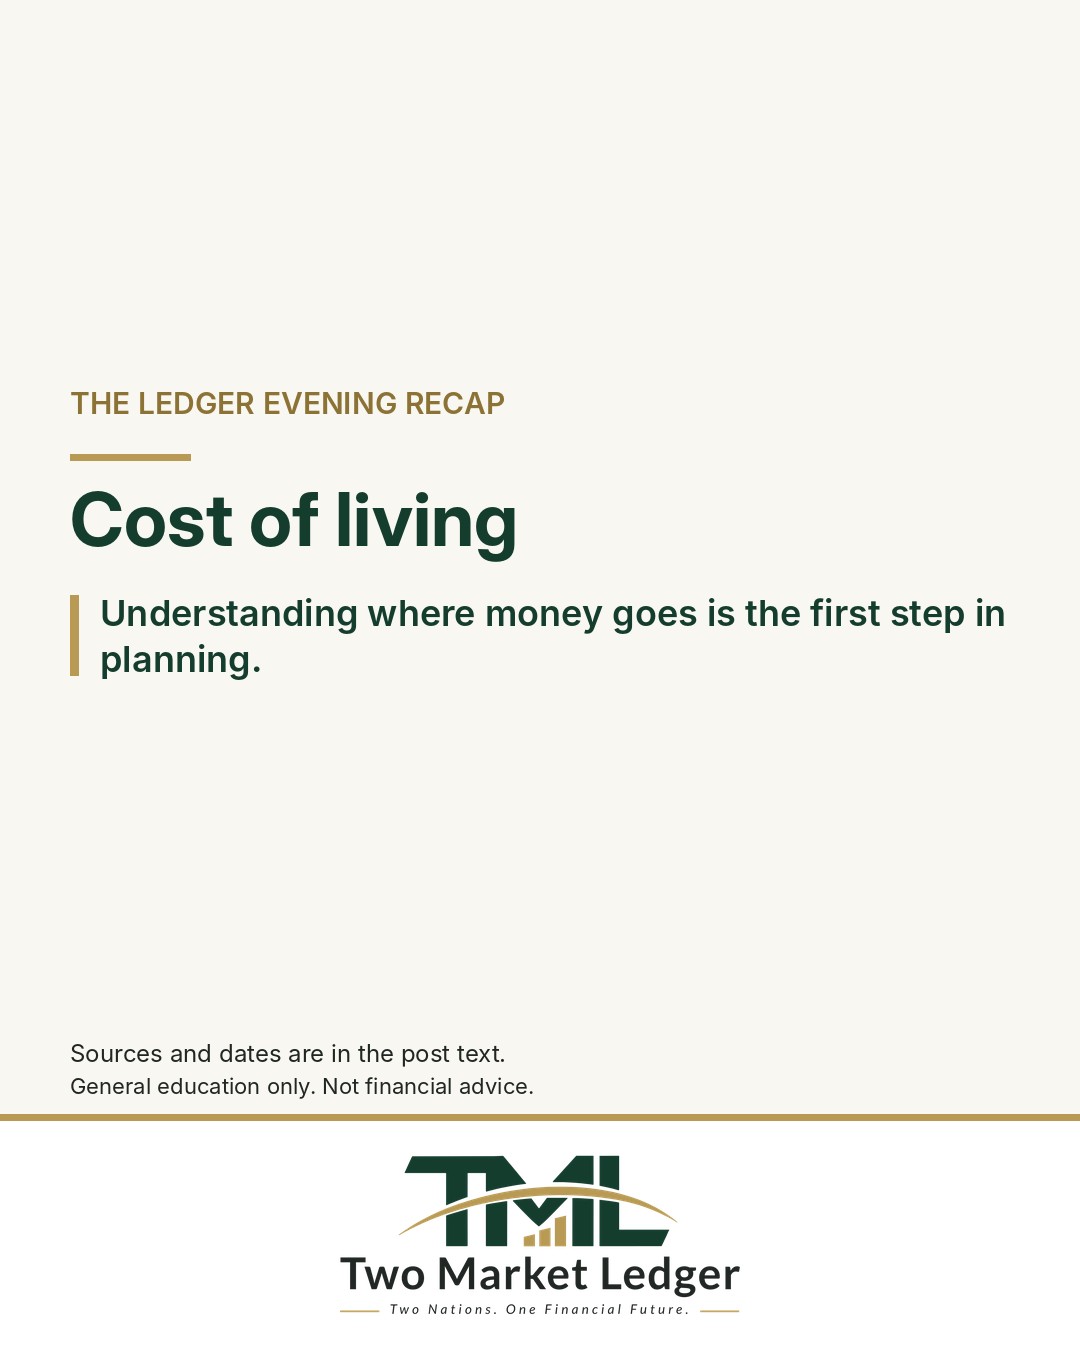 THE LEDGER EVENING RECAP
Cost of living
Understanding where money goes is the first step in
planning.
Sources and dates are in the post text.
General education only. Not financial advice.
TML
Two Market Ledger
Two Nations. One Financial Future.